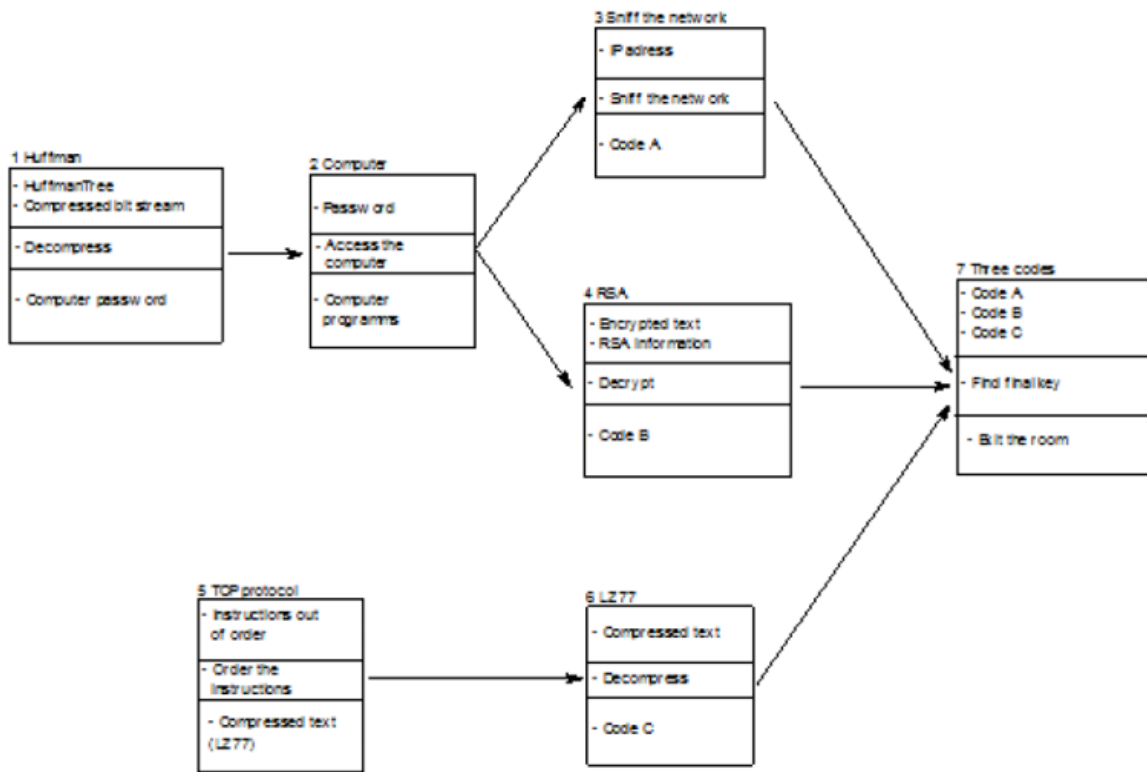 1 Huffman
- HuffmanTree
- Compressed bit stream
- Decompress
- Computer password
2 Computer
- Password
- Access the
computer
- Computer
programms
3 Sniff the network
- IP adress
- Sniff the network
- Code A
4 RSA
- Encrypted text
- RSA Information
- Decrypt
- Code B
5 TCP protocol
- Instructions out
of order
- Order the
Instructions
- Compressed text
(LZ77)
6 LZ77
- Compressed text
- Decompress
- Code C
7 Three codes
- Code A
- Code B
- Code C
- Find final key
- Exit the room